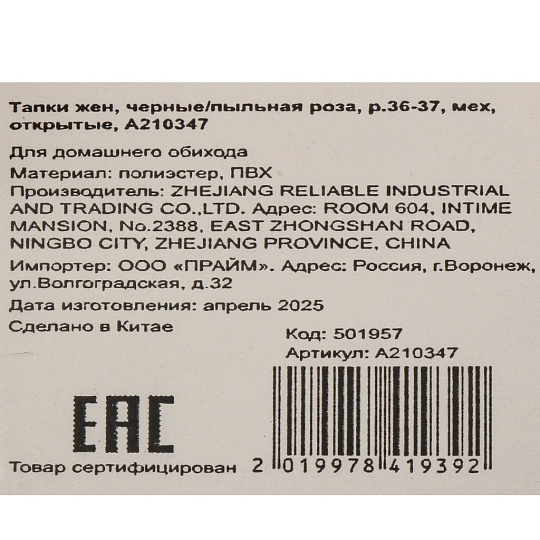 Тапки жен, черные/пыльная роза, р.36-37, мех,
открытые, А210347
Для домашнего обихода
Материал: полиэстер, ПВХ
Производитель: ZHEJIANG RELIABLE INDUSTRIAL
AND TRADING CO.,LTD. Адрес: ROOM 604, INTIME
MANSION, No.2388, EAST ZHONGSHAN ROAD,
NINGBO CITY, ZHEJIANG PROVINCE, CHINA
Импортер: ООО «ПРАЙМ». Адрес: Россия, г.Воронеж,
ул.Волгоградская, д.32
Дата изготовления: апрель 2025
Сделано в Китае
Код: 501957
Артикул: А210347
EAC
Товар сертифицирован
2 019978 419392